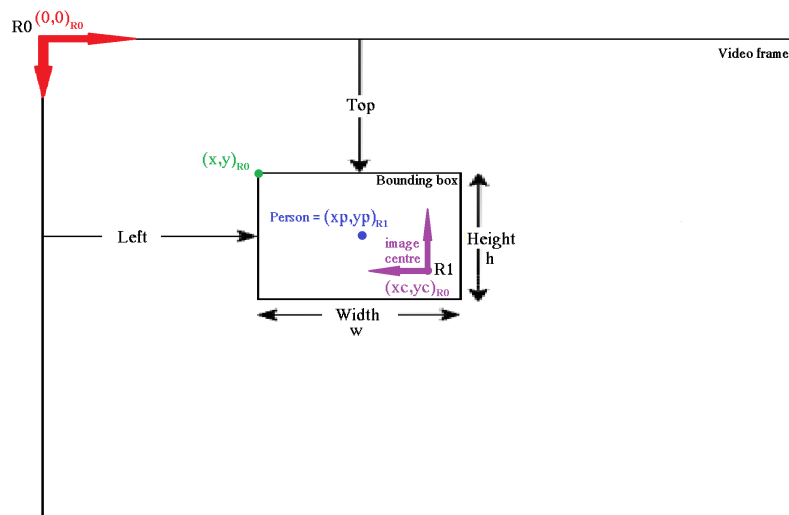 R0 (0,0)R0
Video frame
Top
(x,y)R0
Bounding box
Person = (xp,yp)R1
Left
image
centre
Height
h
R1
(xc,yc)R0
Width
w